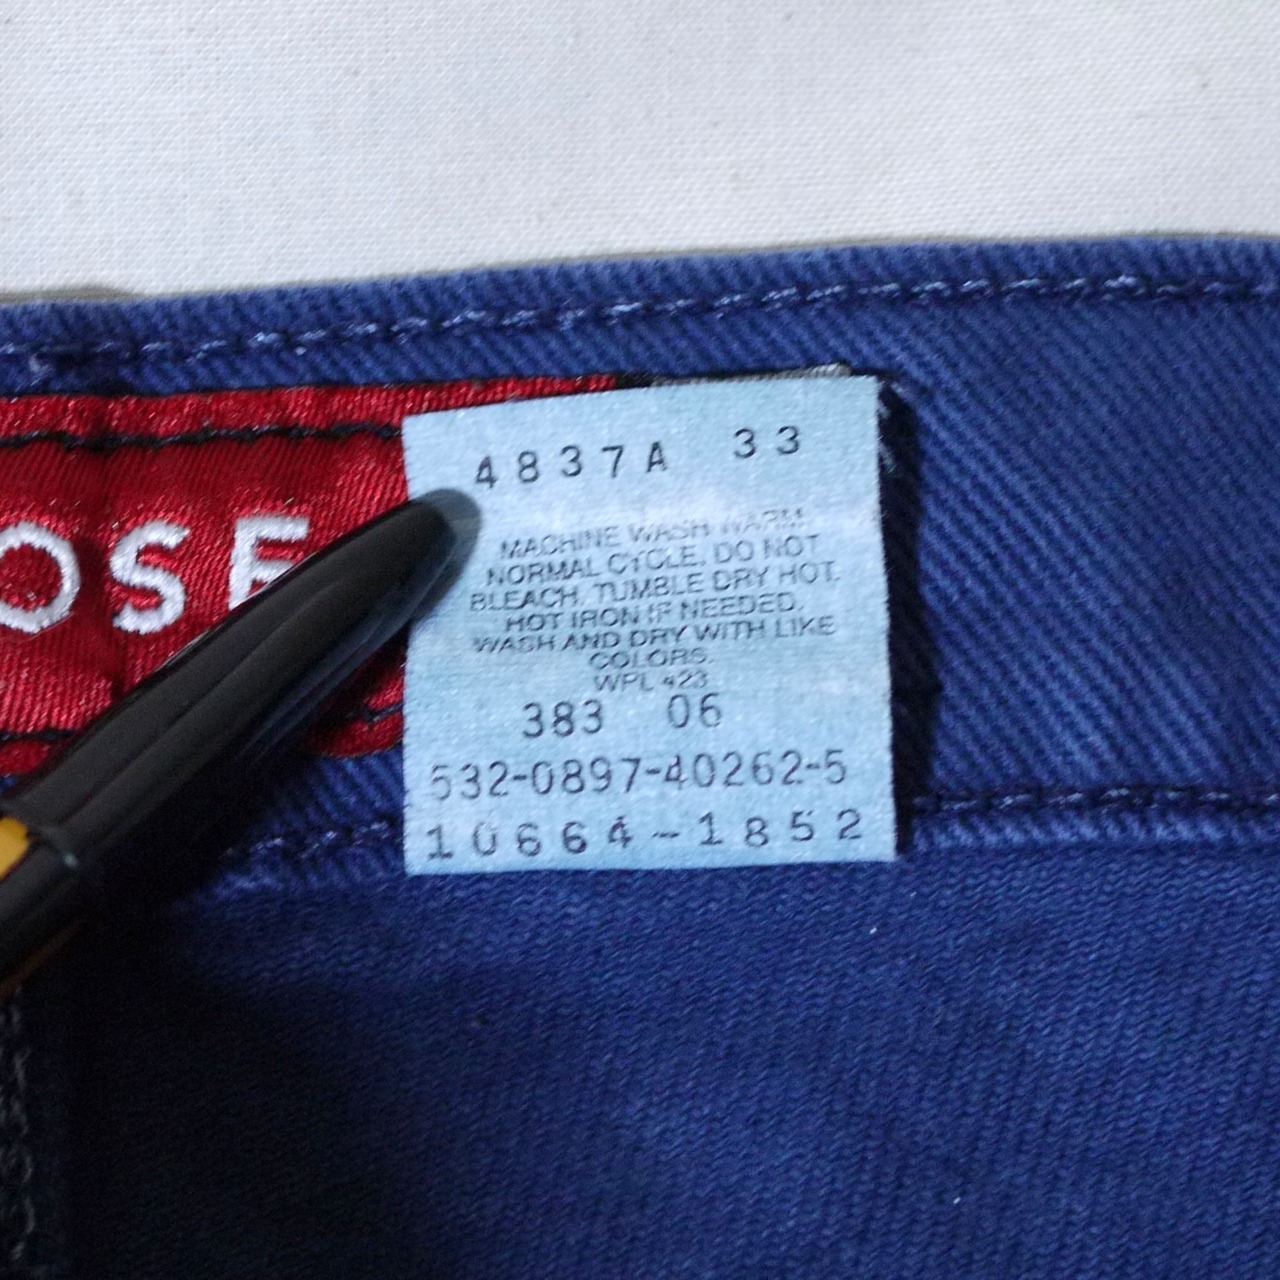 4837A 33
OSE
MACHINE WASH WARM
NORMAL CYCLE. DO NOT
BLEACH. TUMBLE DRY HOT.
HOT IRON IF NEEDED.
WASH AND DRY WITH LIKE
COLORS.
WPL 423
383 06
532-0897-40262-5
10664-1852